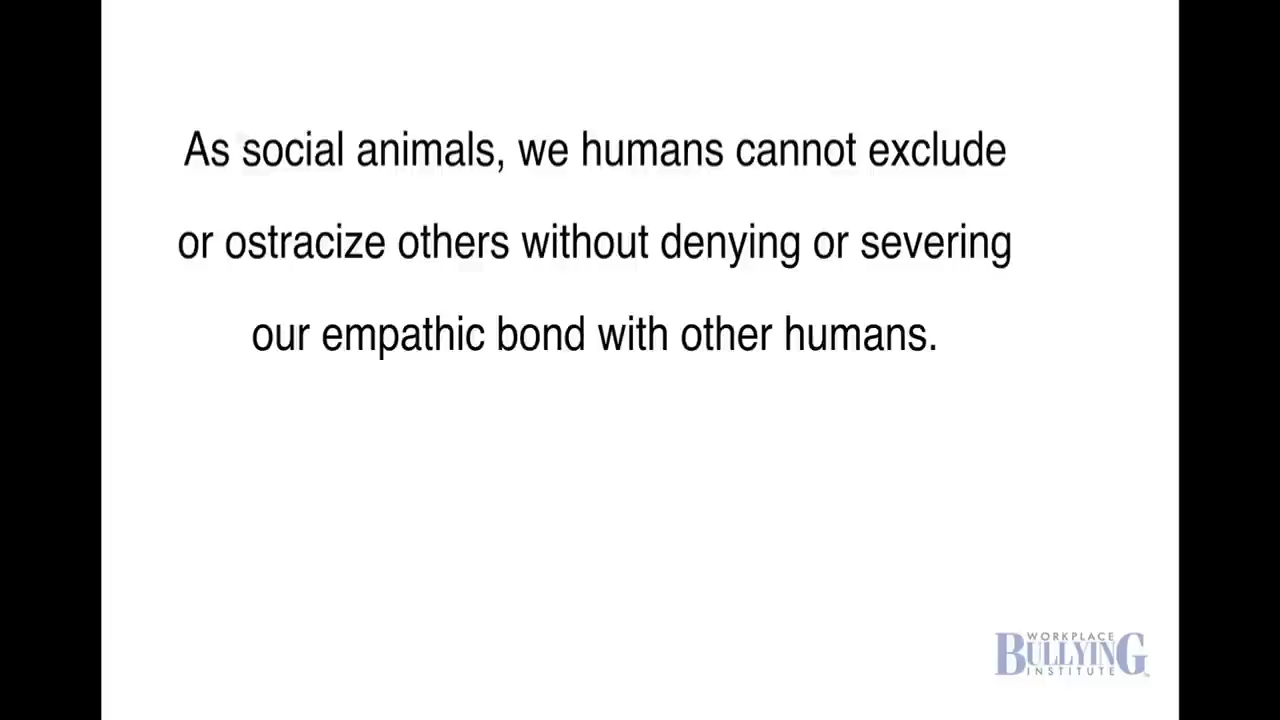 As social animals, we humans cannot exclude
or ostracize others without denying or severing
our empathic bond with other humans.
WORKPLACE
BULLYING
INSTITUTE